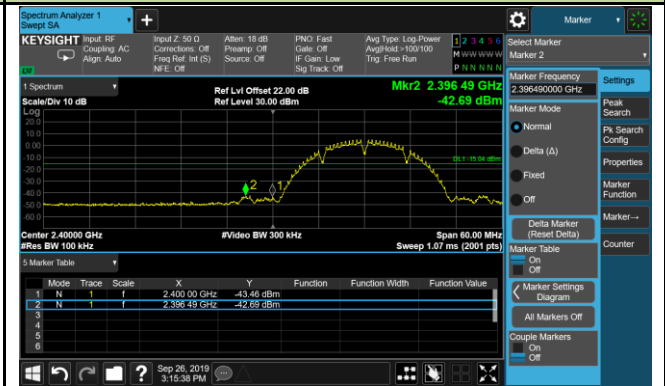 Spectrum Analyzer 1
Swept SA
+
Marker
KEYSIGHT Input: RF
Coupling: AC
Align: Auto
Input Z: 50 Ω
Corrections: Off
Freq Ref: Int (S)
NFE: Off
Atten: 18 dB
Preamp: Off
Source: Off
PNO: Fast
Gate: Off
IF Gain: Low
Sig Track: Off
Avg Type: Log-Power
Avg|Hold:>100/100
Trig: Free Run
1 2 3 4 5 6
M W W W W W
P N N N N N
LV
Select Marker
Marker 2
1 Spectrum
Scale/Div 10 dB
Ref Lvl Offset 22.00 dB
Ref Level 30.00 dBm
Mkr2 2.396 49 GHz
-42.69 dBm
Log
20.0
10.0
0.00
-10.0
-20.0
-30.0
-40.0
-50.0
-60.0
DL1 -15.04 dBm
2
1
Center 2.40000 GHz
#Res BW 100 kHz
#Video BW 300 kHz
Span 60.00 MHz
Sweep 1.07 ms (2001 pts)
5 Marker Table
Mode Trace Scale X Y Function Function Width Function Value
1 N 1 f 2.400 00 GHz -43.46 dBm
2 N 1 f 2.396 49 GHz -42.69 dBm
3
4
5
6
Marker Frequency
2.396490000 GHz
Marker Mode
Normal
Delta (Δ)
Fixed
Off
Delta Marker
(Reset Delta)
Marker Table
On
Off
Marker Settings
Diagram
All Markers Off
Couple Markers
On
Off
Settings
Peak
Search
Pk Search
Config
Properties
Marker
Function
Marker→
Counter
?
Sep 26, 2019
3:15:38 PM